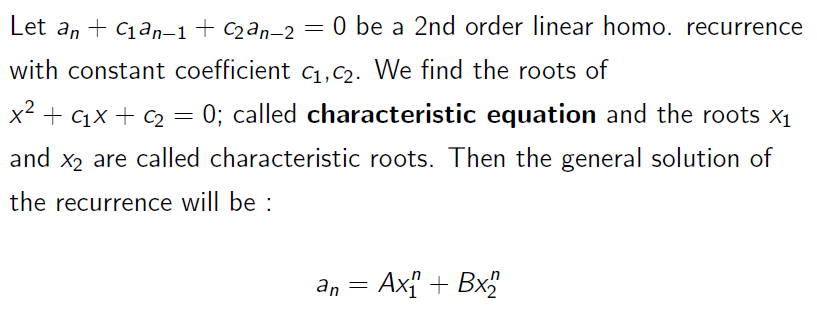 Let aₙ + c₁aₙ₋₁ + c₂aₙ₋₂ = 0 be a 2nd order linear homo. recurrence
with constant coefficient c₁,c₂. We find the roots of
x² + c₁x + c₂ = 0; called characteristic equation and the roots x₁
and x₂ are called characteristic roots. Then the general solution of
the recurrence will be :
aₙ = Ax₁ⁿ + Bx₂ⁿ